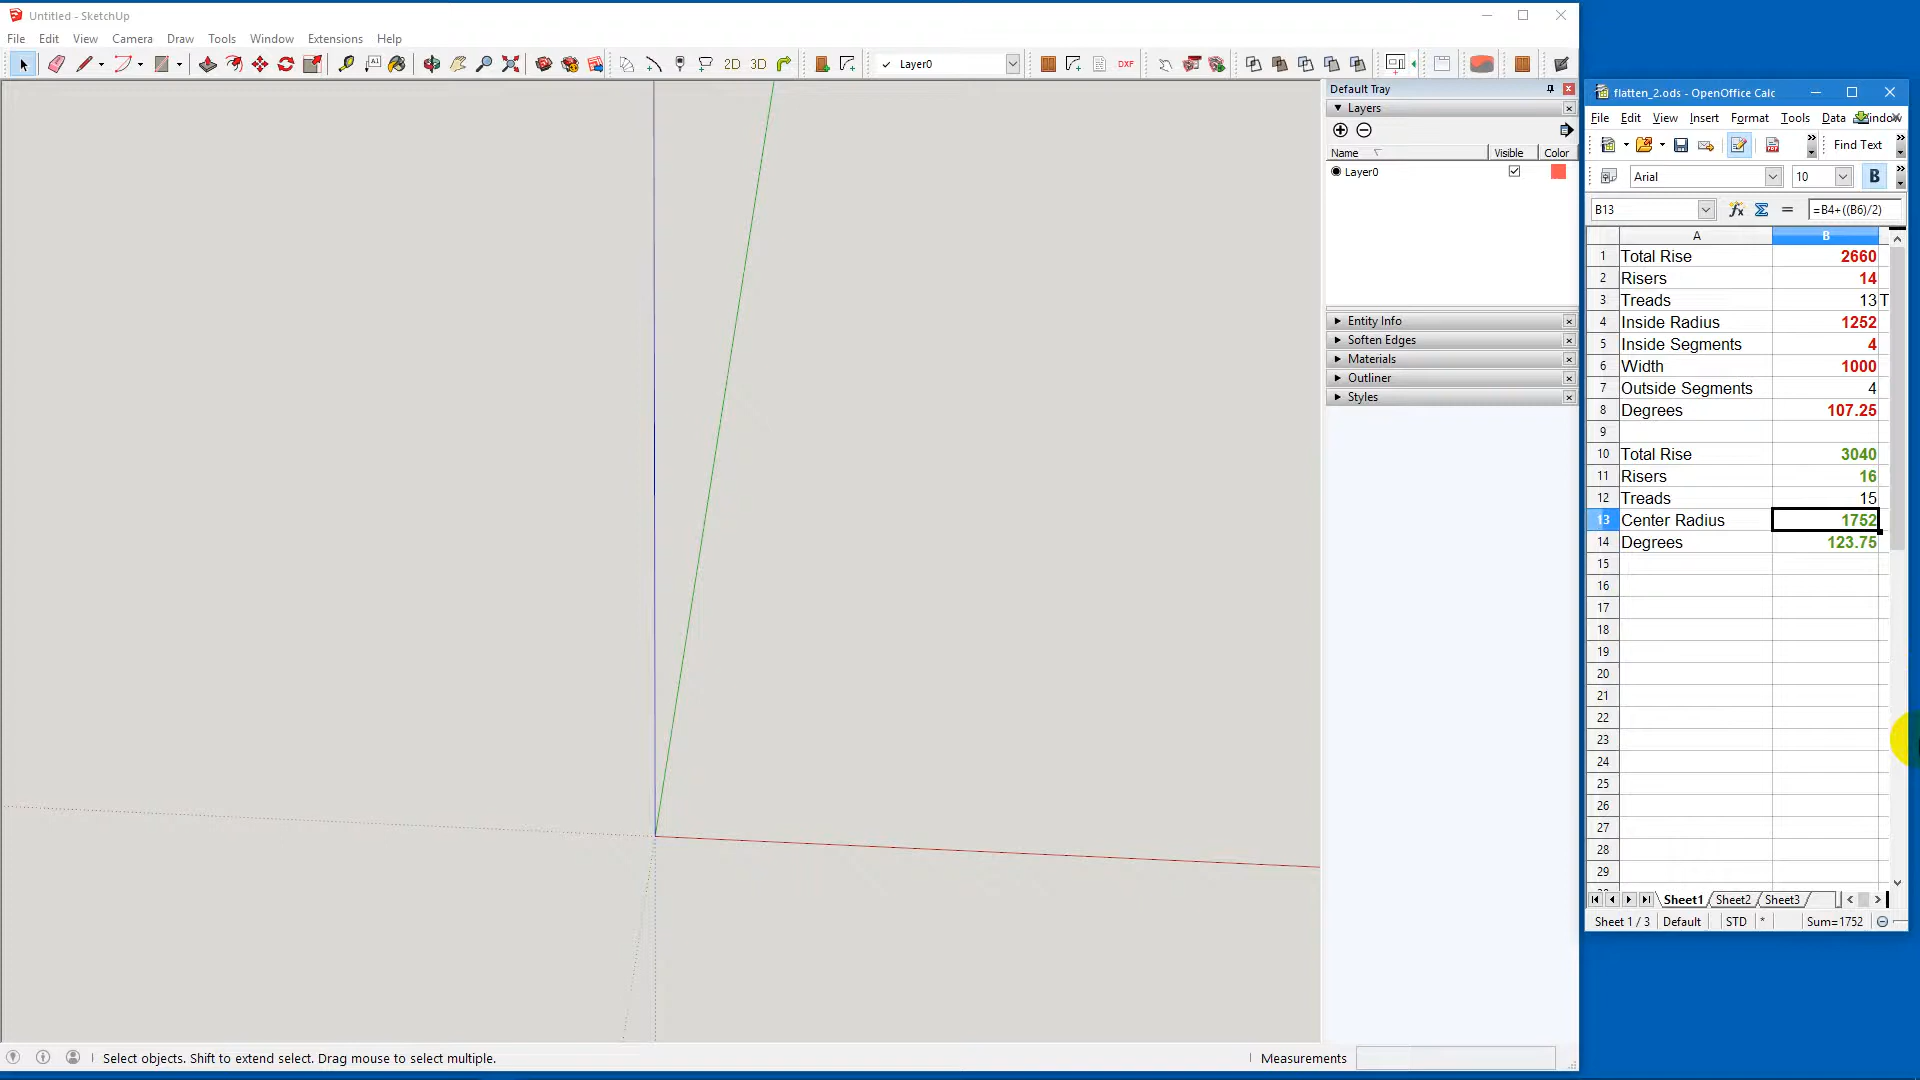 Untitled - SketchUp
File Edit View Camera Draw Tools Window Extensions Help
A1 2D 3D Layer0 DXF
Default Tray
Layers
Name Visible Color
Layer0
Entity Info
Soften Edges
Materials
Outliner
Styles
Select objects. Shift to extend select. Drag mouse to select multiple.
Measurements
flatten_2.ods - OpenOffice Calc
File Edit View Insert Format Tools Data Window
Find Text
Arial 10 B
B13 =B4+((B6)/2)
A B
1 Total Rise 2660
2 Risers 14
3 Treads 13 T
4 Inside Radius 1252
5 Inside Segments 4
6 Width 1000
7 Outside Segments 4
8 Degrees 107.25
9
10 Total Rise 3040
11 Risers 16
12 Treads 15
13 Center Radius 1752
14 Degrees 123.75
15
16
17
18
19
20
21
22
23
24
25
26
27
28
29
Sheet1 Sheet2 Sheet3
Sheet 1 / 3 Default STD * Sum=1752